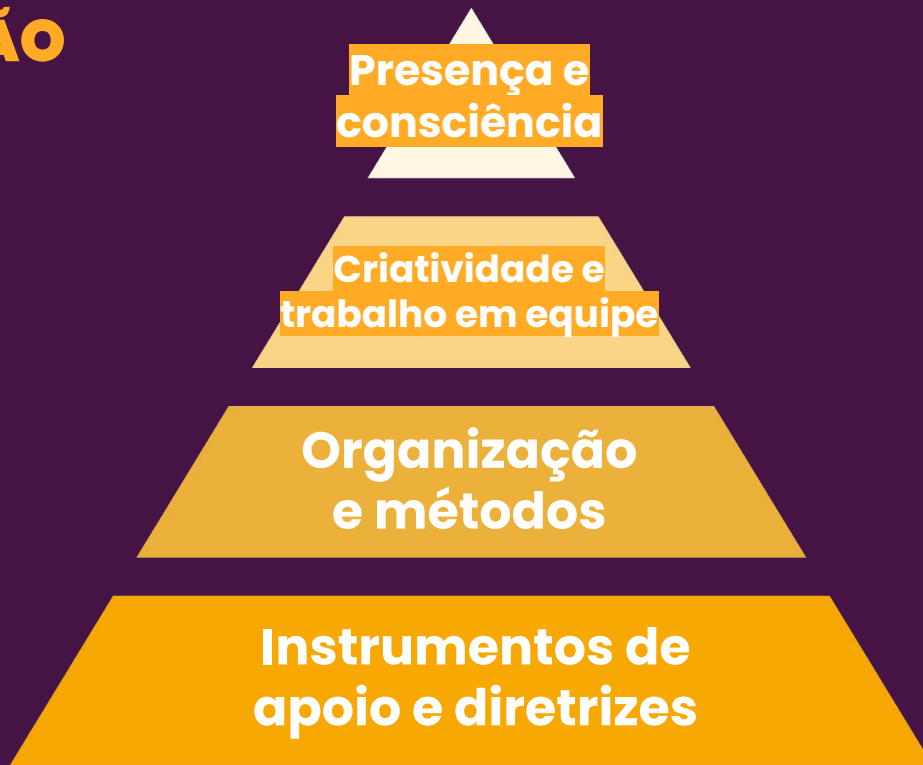 ÃO
Presença e
consciência
Criatividade e
trabalho em equipe
Organização
e métodos
Instrumentos de
apoio e diretrizes